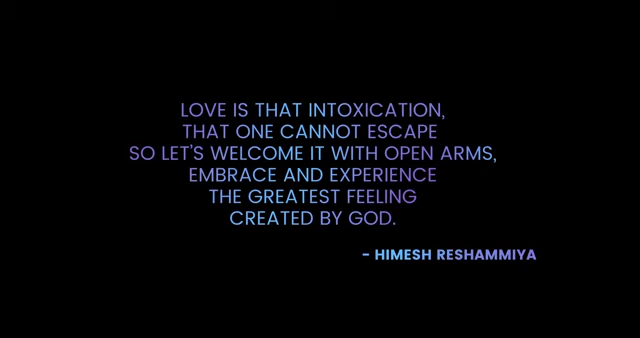 LOVE IS THAT INTOXICATION,
THAT ONE CANNOT ESCAPE
SO LET'S WELCOME IT WITH OPEN ARMS,
EMBRACE AND EXPERIENCE
THE GREATEST FEELING
CREATED BY GOD.
- HIMESH RESHAMMIYA